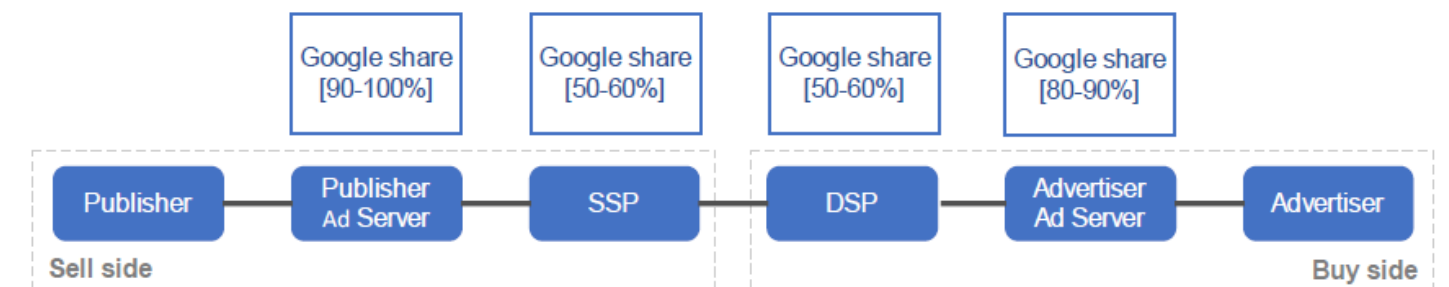 Google share
[90-100%]
Google share
[50-60%]
Google share
[50-60%]
Google share
[80-90%]
Publisher
Publisher
Ad Server
SSP
DSP
Advertiser
Ad Server
Advertiser
Sell side
Buy side